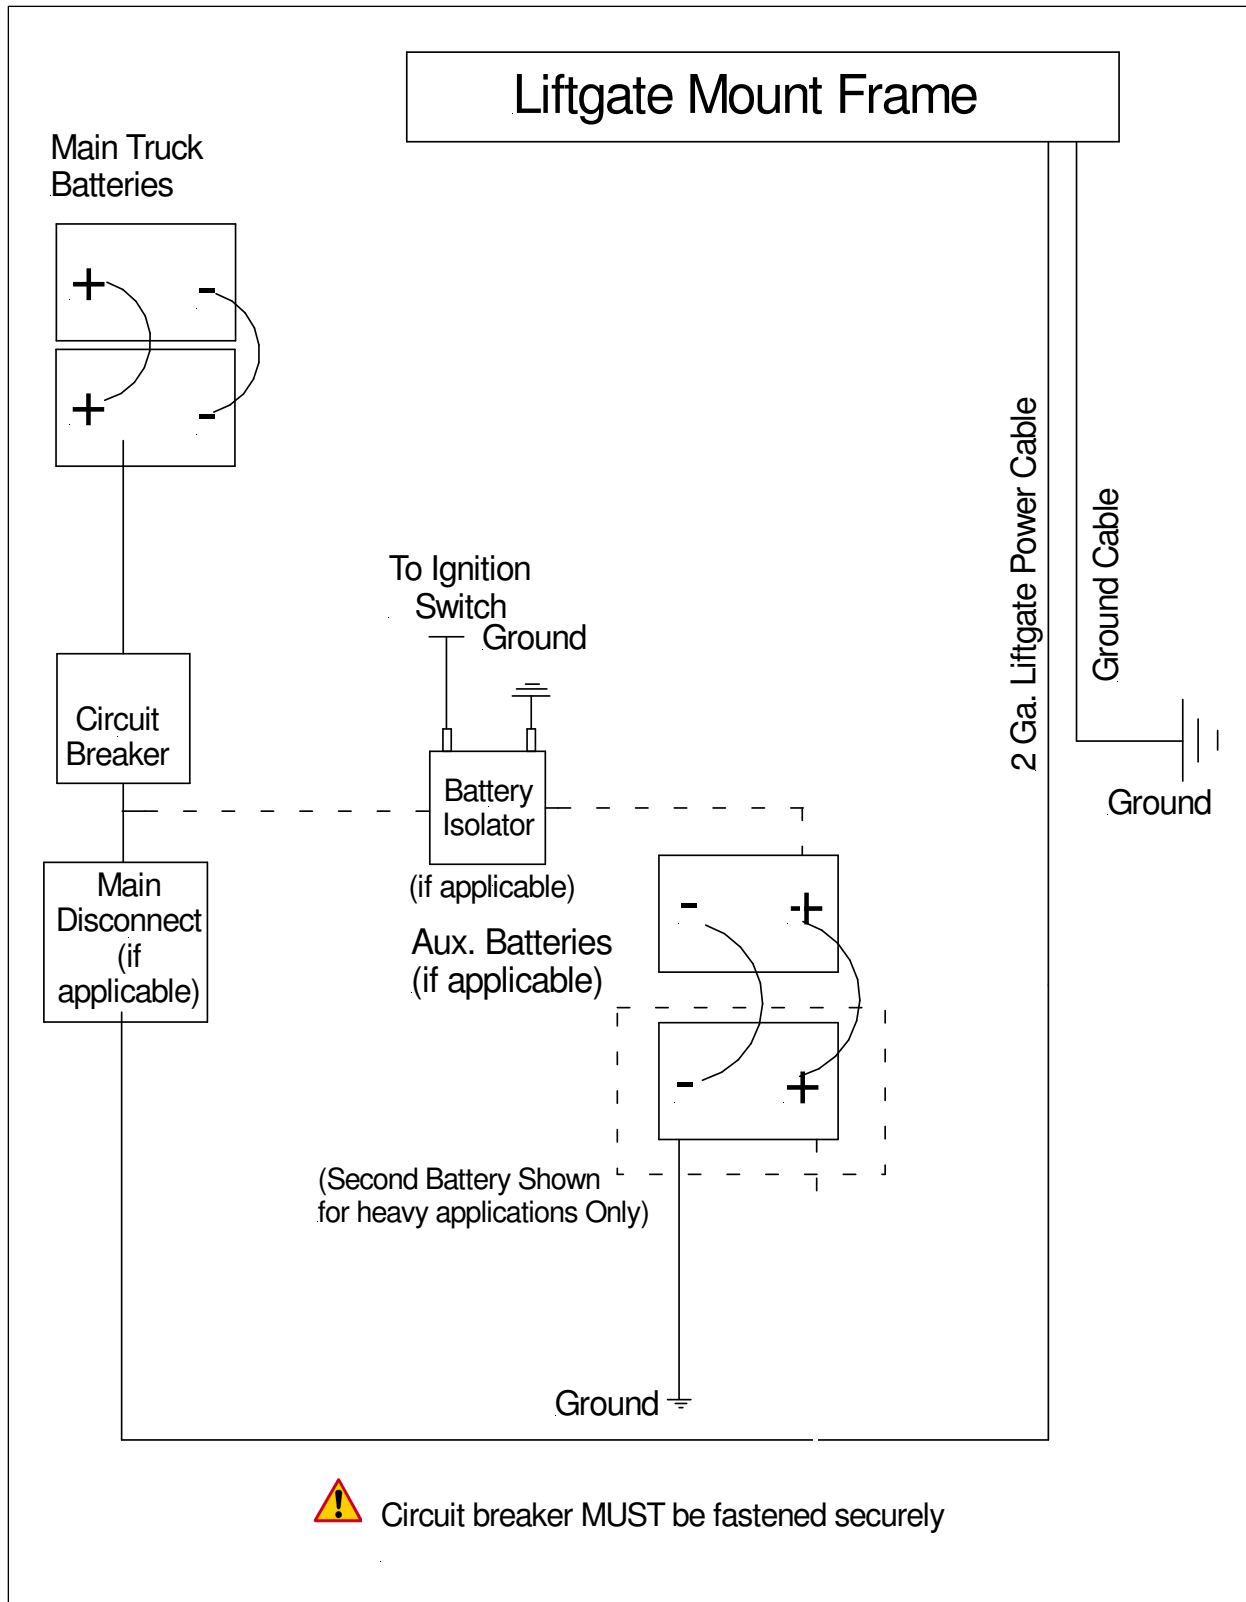 Liftgate Mount Frame
Main Truck
Batteries
+ -
+ -
2 Ga. Liftgate Power Cable
Ground Cable
To Ignition
Switch
Ground
Circuit
Breaker
Battery
Isolator
(if applicable)
Ground
Main
Disconnect
(if
applicable)
Aux. Batteries
(if applicable)
- +
- +
(Second Battery Shown
for heavy applications Only)
Ground
Circuit breaker MUST be fastened securely